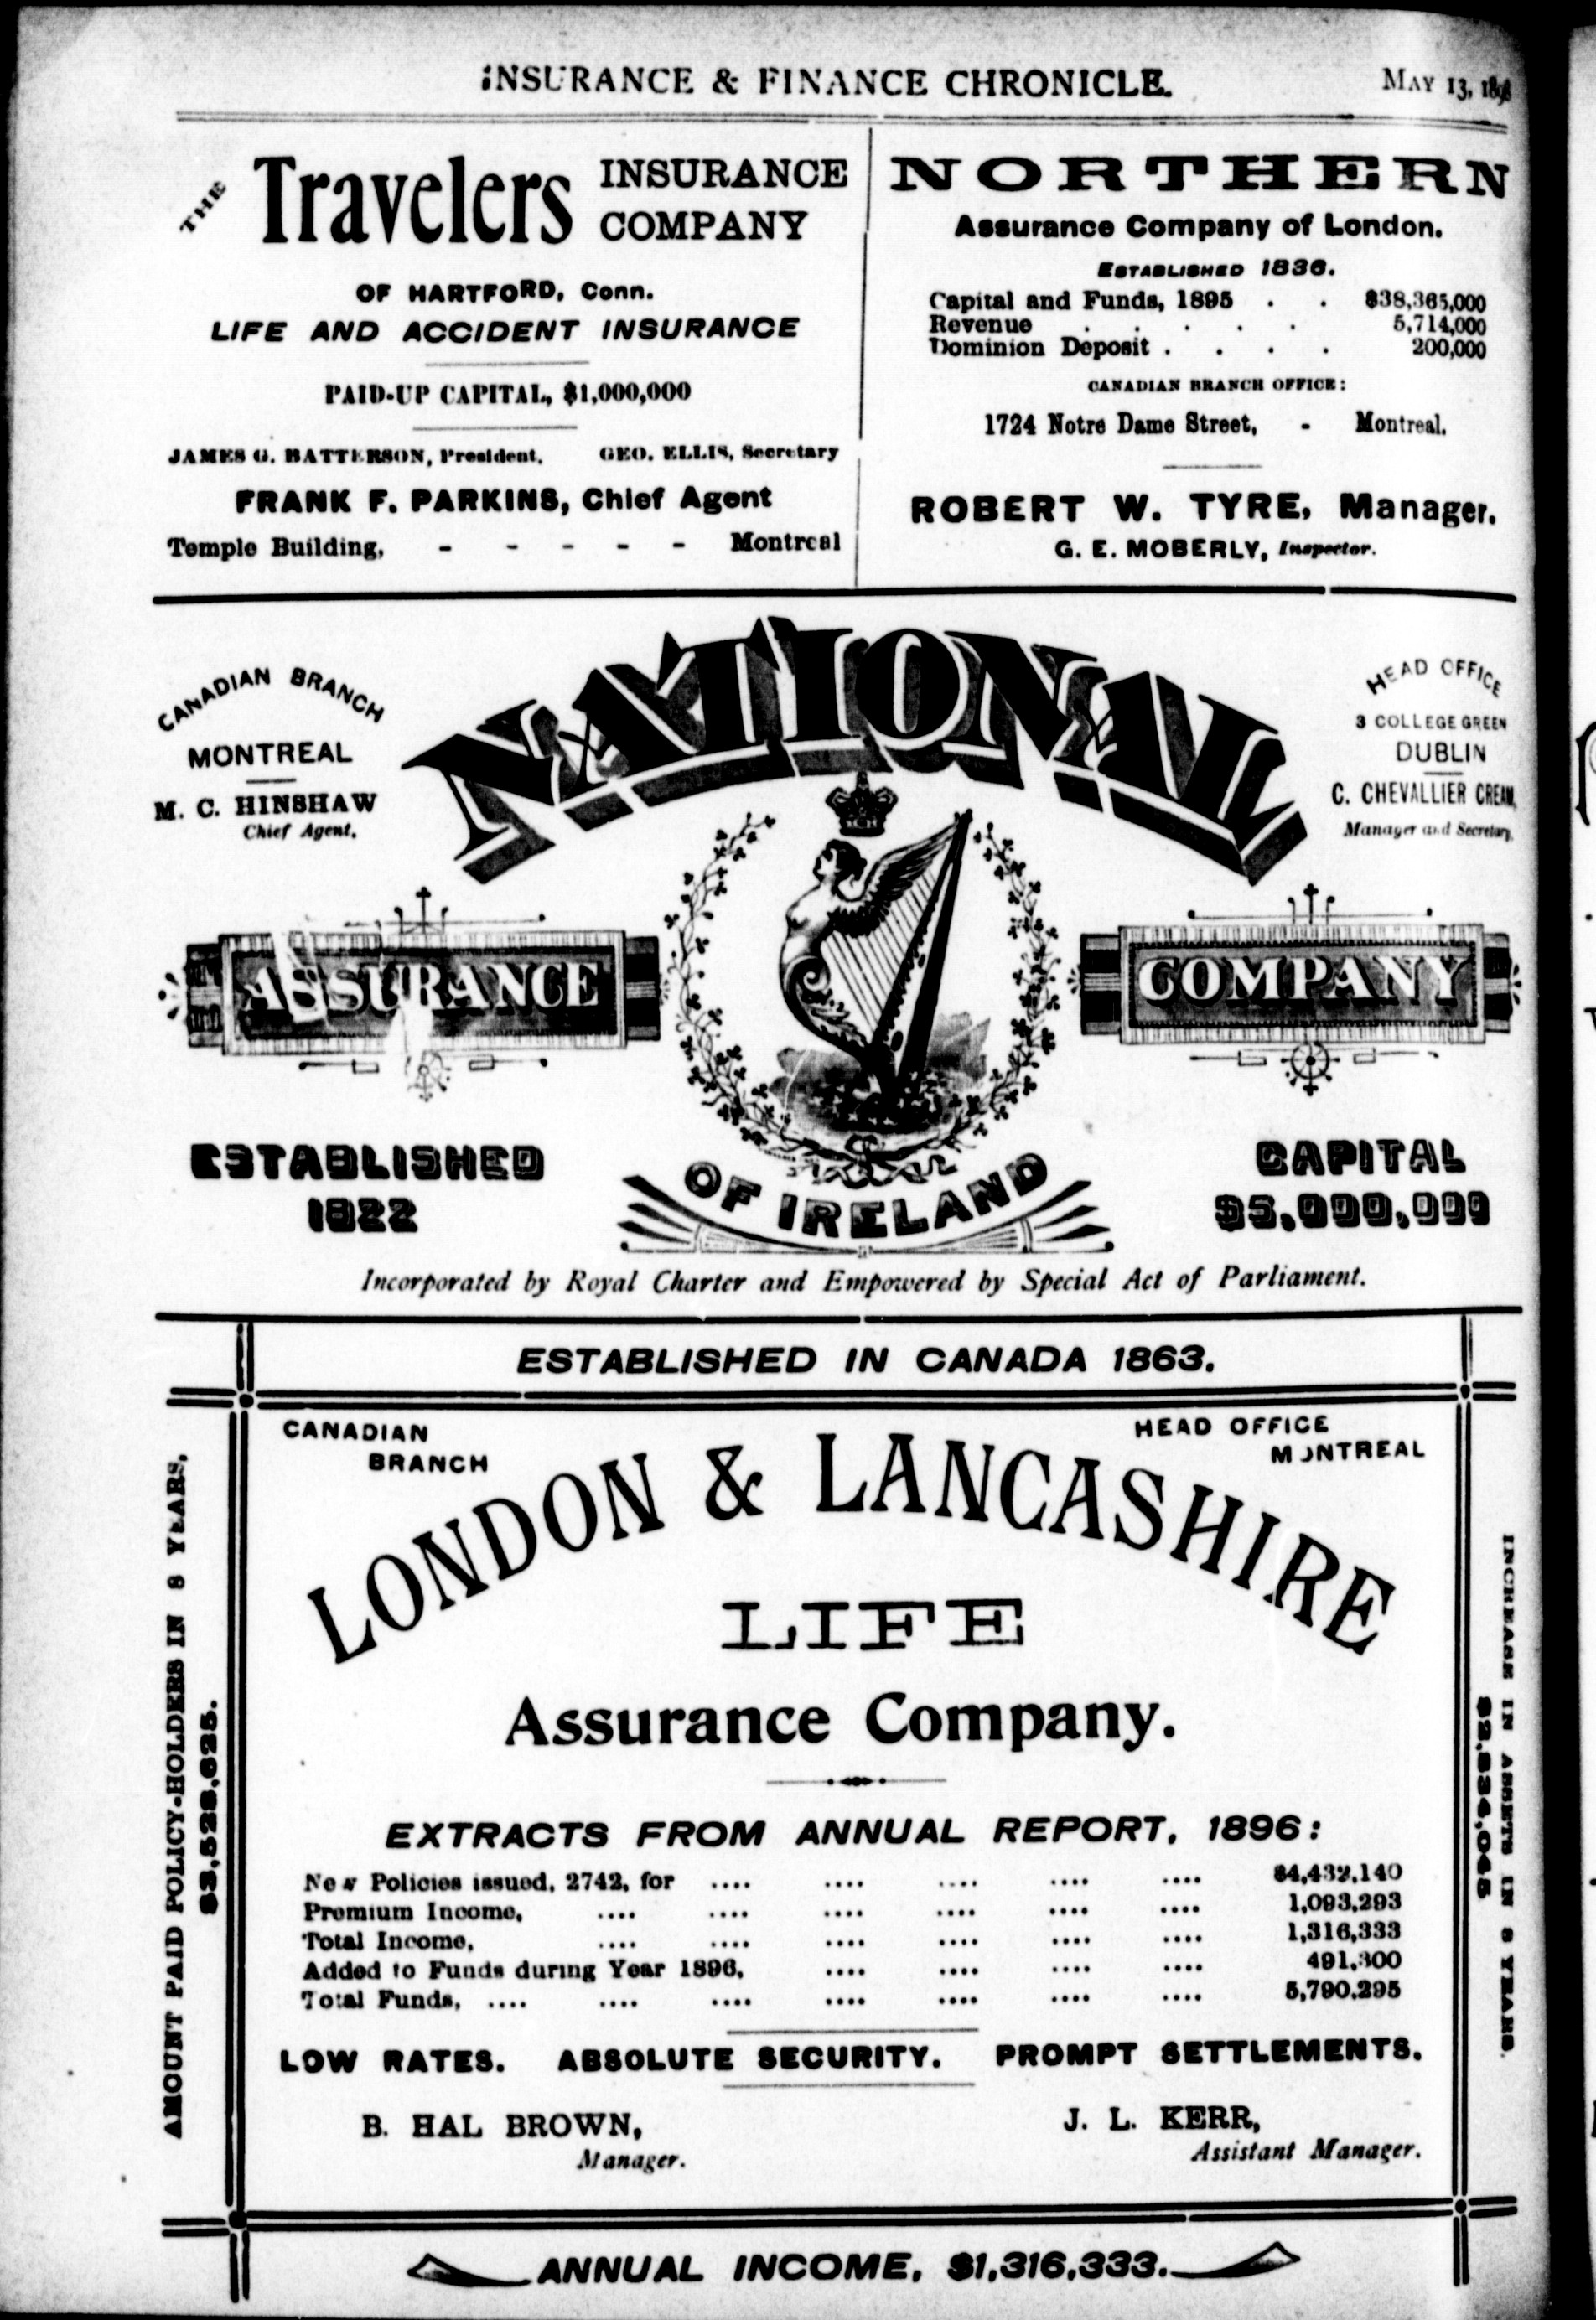 INSURANCE & FINANCE CHRONICLE.
MAY 13, 1898
THE Travelers INSURANCE COMPANY
OF HARTFORD, Conn.
LIFE AND ACCIDENT INSURANCE
PAID-UP CAPITAL, $1,000,000
JAMES G. BATTERSON, President. GEO. ELLIS, Secretary
FRANK F. PARKINS, Chief Agent
Temple Building, - - - - - Montreal
NORTHERN
Assurance Company of London.
ESTABLISHED 1836.
Capital and Funds, 1895 . . $38,365,000
Revenue . . . . . 5,714,000
Dominion Deposit . . . . 200,000
CANADIAN BRANCH OFFICE:
1724 Notre Dame Street, - Montreal.
ROBERT W. TYRE, Manager.
G. E. MOBERLY, Inspector.
CANADIAN BRANCH
MONTREAL
M. C. HINSHAW
Chief Agent.
NATIONAL
HEAD OFFICE
3 COLLEGE GREEN
DUBLIN
C. CHEVALLIER CREAM,
Manager and Secretary.
ASSURANCE
COMPANY
ESTABLISHED
1822
OF IRELAND
CAPITAL
$5,000,000
Incorporated by Royal Charter and Empowered by Special Act of Parliament.
ESTABLISHED IN CANADA 1863.
AMOUNT PAID POLICY-HOLDERS IN 8 YEARS,
$3,528,625.
CANADIAN
BRANCH
HEAD OFFICE
MONTREAL
LONDON & LANCASHIRE
LIFE
Assurance Company.
EXTRACTS FROM ANNUAL REPORT, 1896:
New Policies issued, 2742, for .... .... .... .... .... $4,432,140
Premium Income, .... .... .... .... .... .... 1,093,293
Total Income, .... .... .... .... .... .... 1,316,333
Added to Funds during Year 1896, .... .... .... .... 491,300
Total Funds, .... .... .... .... .... .... .... 5,790,295
LOW RATES. ABSOLUTE SECURITY. PROMPT SETTLEMENTS.
B. HAL BROWN,
Manager.
J. L. KERR,
Assistant Manager.
INCREASE IN ASSETS IN 8 YEARS.
ANNUAL INCOME, $1,316,333.